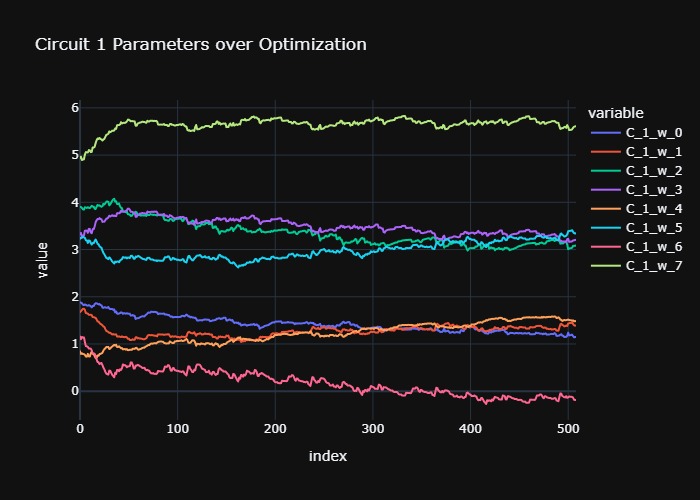 Circuit 1 Parameters over Optimization
variable
C_1_w_0
C_1_w_1
C_1_w_2
C_1_w_3
C_1_w_4
C_1_w_5
C_1_w_6
C_1_w_7
value
6
5
4
3
2
1
0
0 100 200 300 400 500
index